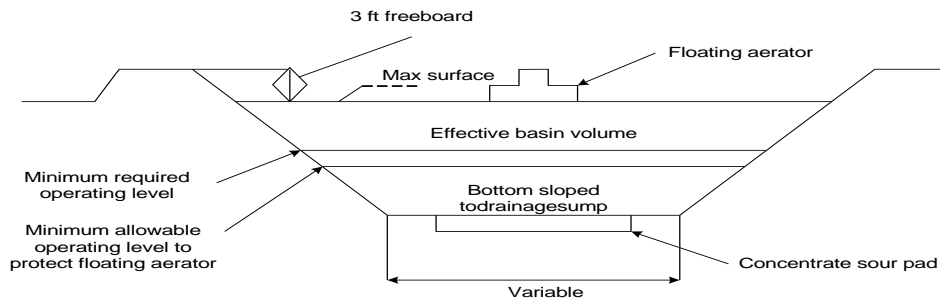 3 ft freeboard
Floating aerator
Max surface
Effective basin volume
Minimum required
operating level
Bottom sloped
todrainagesump
Minimum allowable
operating level to
protect floating aerator
Concentrate sour pad
Variable